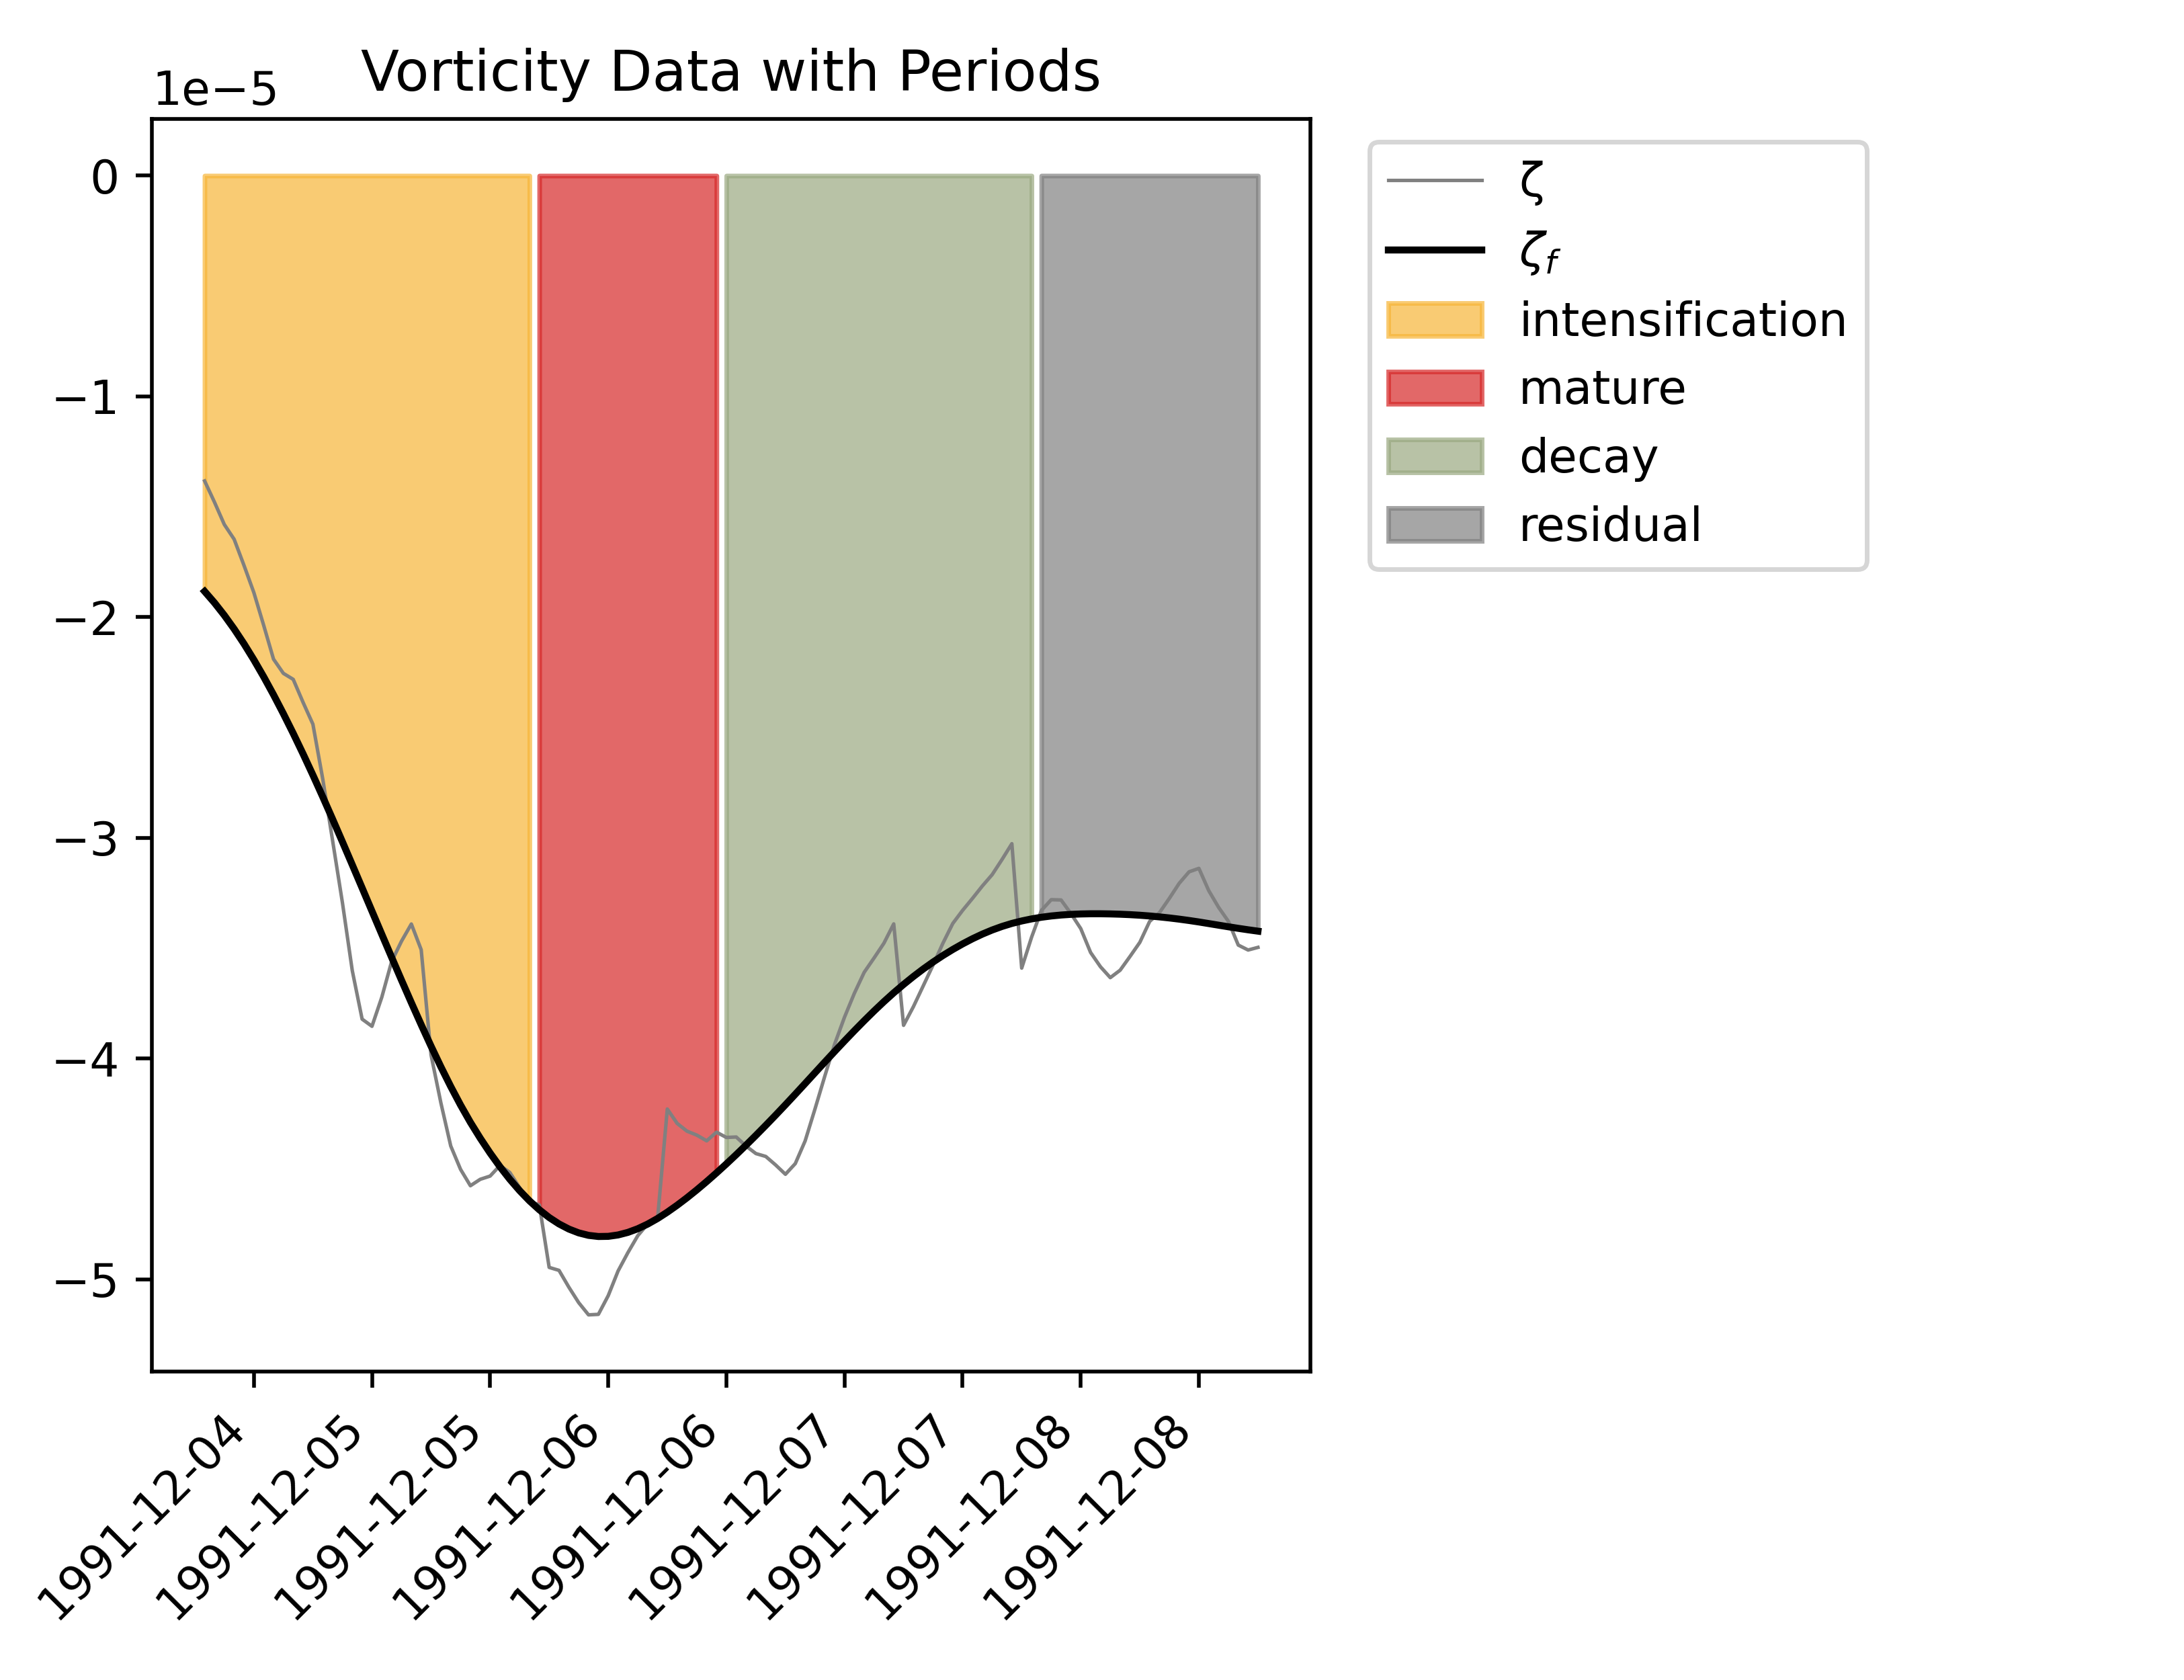 Vorticity Data with Periods
1e−5
0
−1
−2
−3
−4
−5
1991-12-04
1991-12-05
1991-12-05
1991-12-06
1991-12-06
1991-12-07
1991-12-07
1991-12-08
1991-12-08
ζ
ζf
intensification
mature
decay
residual